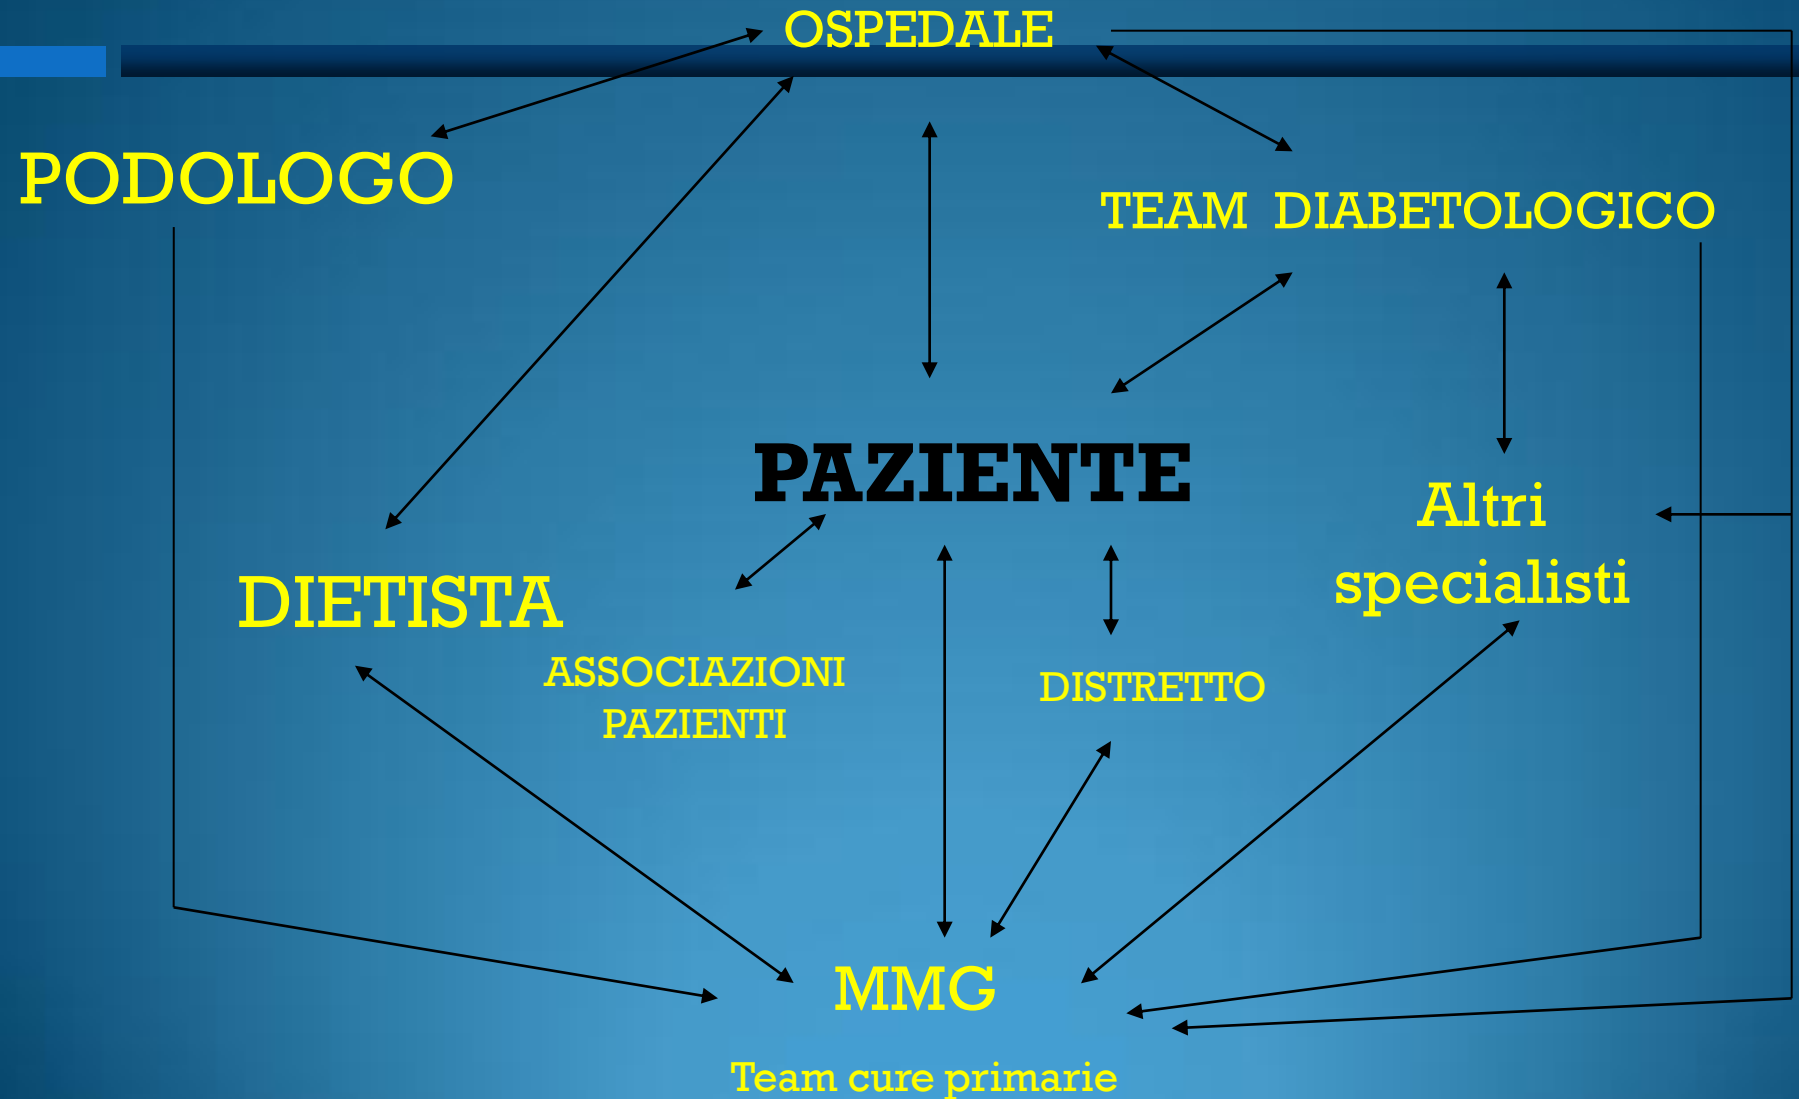 OSPEDALE
PODOLOGO
TEAM DIABETOLOGICO
PAZIENTE
Altri
specialisti
DIETISTA
ASSOCIAZIONI
PAZIENTI
DISTRETTO
MMG
Team cure primarie